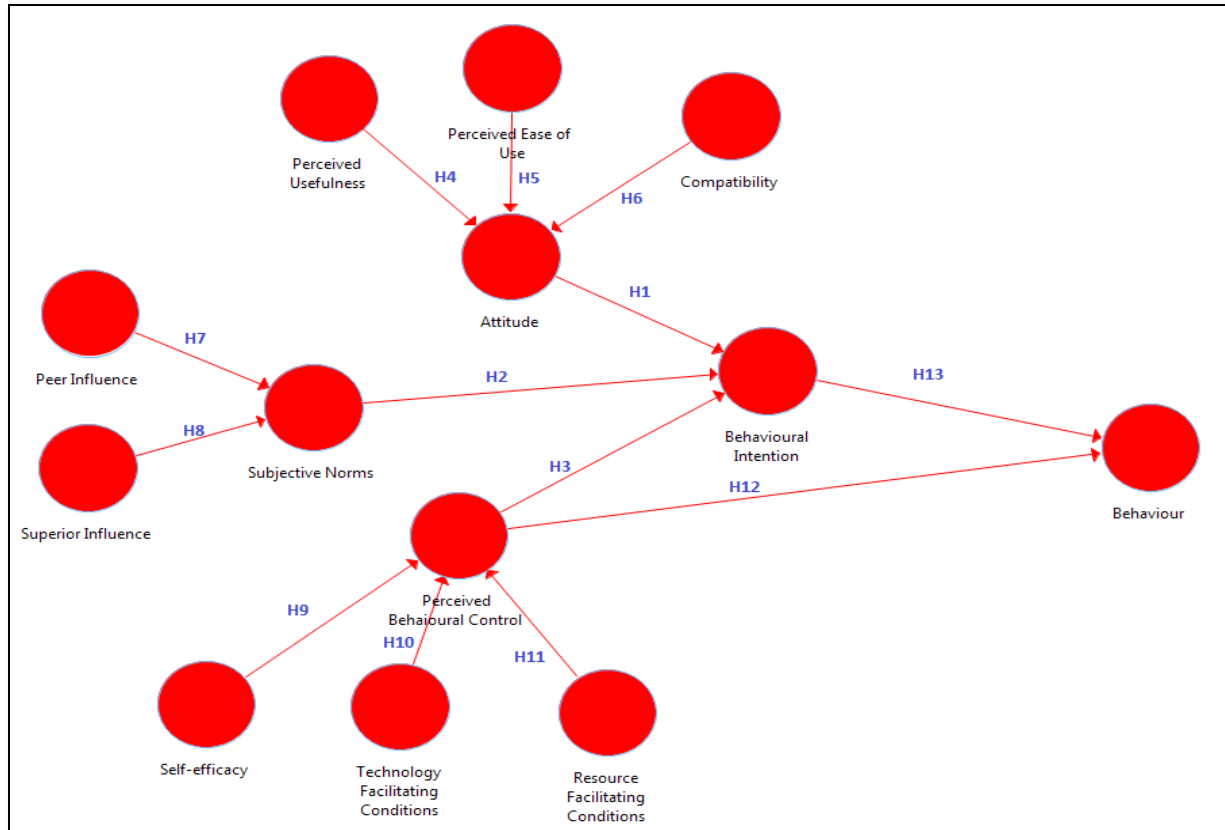 Perceived Ease of
Use
Perceived
Usefulness
Compatibility
H4
H5
H6
Attitude
H1
Peer Influence
H7
H8
Superior Influence
Subjective Norms
H2
H3
Behavioural
Intention
H13
H12
Behaviour
Perceived
Behaioural Control
H9
H10
H11
Self-efficacy
Technology
Facilitating
Conditions
Resource
Facilitating
Conditions